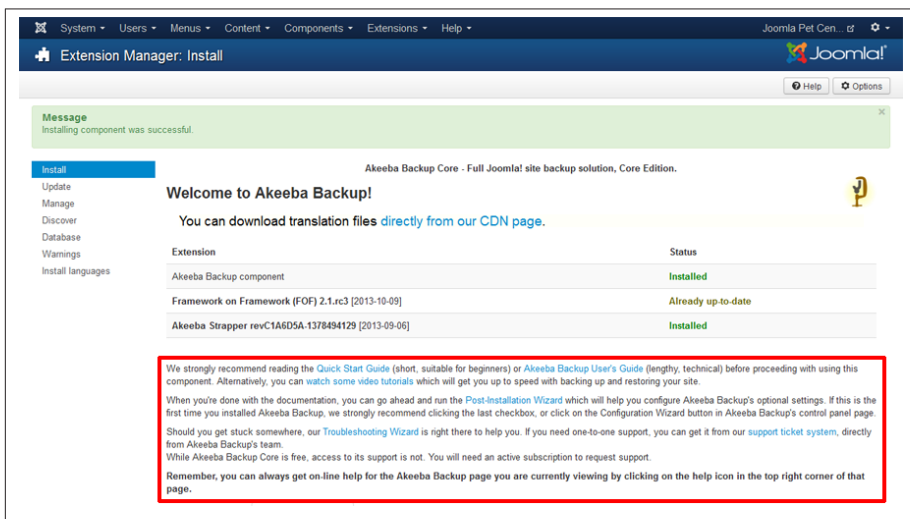 System Users Menus Content Components Extensions Help Joomla Pet Cen...
Extension Manager: Install Joomla!
Help Options
Message
Installing component was successful.
Install
Update
Manage
Discover
Database
Warnings
Install languages
Akeeba Backup Core - Full Joomla! site backup solution, Core Edition.
Welcome to Akeeba Backup!
You can download translation files directly from our CDN page.
Extension Status
Akeeba Backup component Installed
Framework on Framework (FOF) 2.1.rc3 [2013-10-09] Already up-to-date
Akeeba Strapper revC1A6D5A-1378494129 [2013-09-06] Installed
We strongly recommend reading the Quick Start Guide (short, suitable for beginners) or Akeeba Backup User's Guide (lengthy, technical) before proceeding with using this
component. Alternatively, you can watch some video tutorials which will get you up to speed with backing up and restoring your site.
When you're done with the documentation, you can go ahead and run the Post-Installation Wizard which will help you configure Akeeba Backup's optional settings. If this is the
first time you installed Akeeba Backup, we strongly recommend clicking the last checkbox, or click on the Configuration Wizard button in Akeeba Backup's control panel page.
Should you get stuck somewhere, our Troubleshooting Wizard is right there to help you. If you need one-to-one support, you can get it from our support ticket system, directly
from Akeeba Backup's team.
While Akeeba Backup Core is free, access to its support is not. You will need an active subscription to request support.
Remember, you can always get on-line help for the Akeeba Backup page you are currently viewing by clicking on the help icon in the top right corner of that
page.